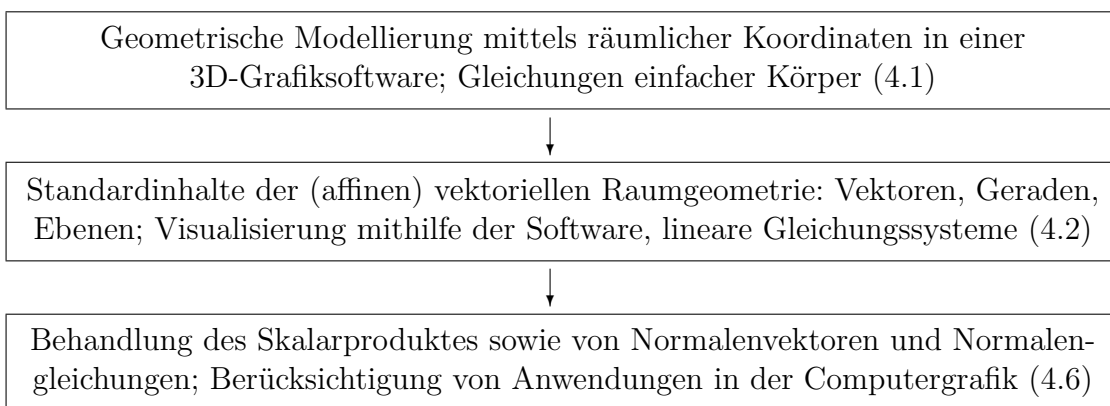 Geometrische Modellierung mittels räumlicher Koordinaten in einer
3D-Grafiksoftware; Gleichungen einfacher Körper (4.1)
Standardinhalte der (affinen) vektoriellen Raumgeometrie: Vektoren, Geraden,
Ebenen; Visualisierung mithilfe der Software, lineare Gleichungssysteme (4.2)
Behandlung des Skalarproduktes sowie von Normalenvektoren und Normalen-
gleichungen; Berücksichtigung von Anwendungen in der Computergrafik (4.6)